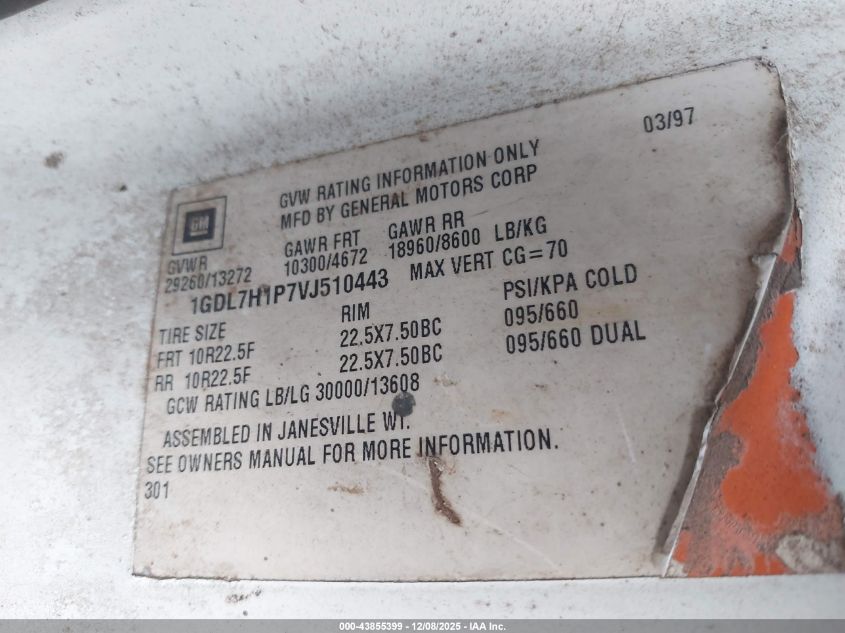 03/97
GVW RATING INFORMATION ONLY
MFD BY GENERAL MOTORS CORP
GM
GVWR GAWR FRT GAWR RR
29260/13272 10300/4672 18960/8600 LB/KG
1GDL7H1P7VJ510443 MAX VERT CG=70
TIRE SIZE RIM PSI/KPA COLD
FRT 10R22.5F 22.5X7.50BC 095/660
RR 10R22.5F 22.5X7.50BC 095/660 DUAL
GCW RATING LB/LG 30000/13608
ASSEMBLED IN JANESVILLE WI.
SEE OWNERS MANUAL FOR MORE INFORMATION.
301
000-43855399 - 12/08/2025 - IAA Inc.